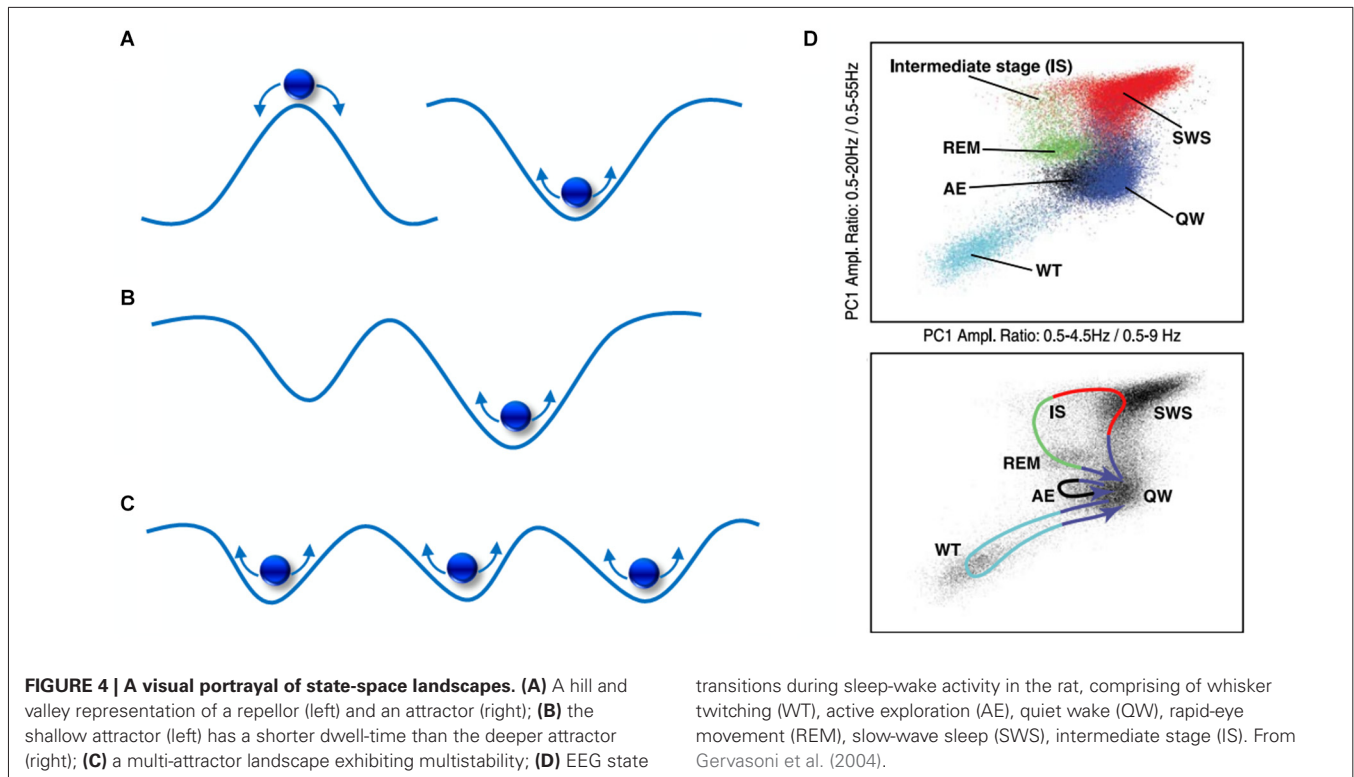 A
B
C
D
PC1 Ampl. Ratio: 0.5-20Hz / 0.5-55Hz
Intermediate stage (IS)
SWS
REM
AE
QW
WT
PC1 Ampl. Ratio: 0.5-4.5Hz / 0.5-9 Hz
IS
SWS
REM
AE
QW
WT
FIGURE 4 | A visual portrayal of state-space landscapes. (A) A hill and
valley representation of a repellor (left) and an attractor (right); (B) the
shallow attractor (left) has a shorter dwell-time than the deeper attractor
(right); (C) a multi-attractor landscape exhibiting multistability; (D) EEG state
transitions during sleep-wake activity in the rat, comprising of whisker
twitching (WT), active exploration (AE), quiet wake (QW), rapid-eye
movement (REM), slow-wave sleep (SWS), intermediate stage (IS). From
Gervasoni et al. (2004).